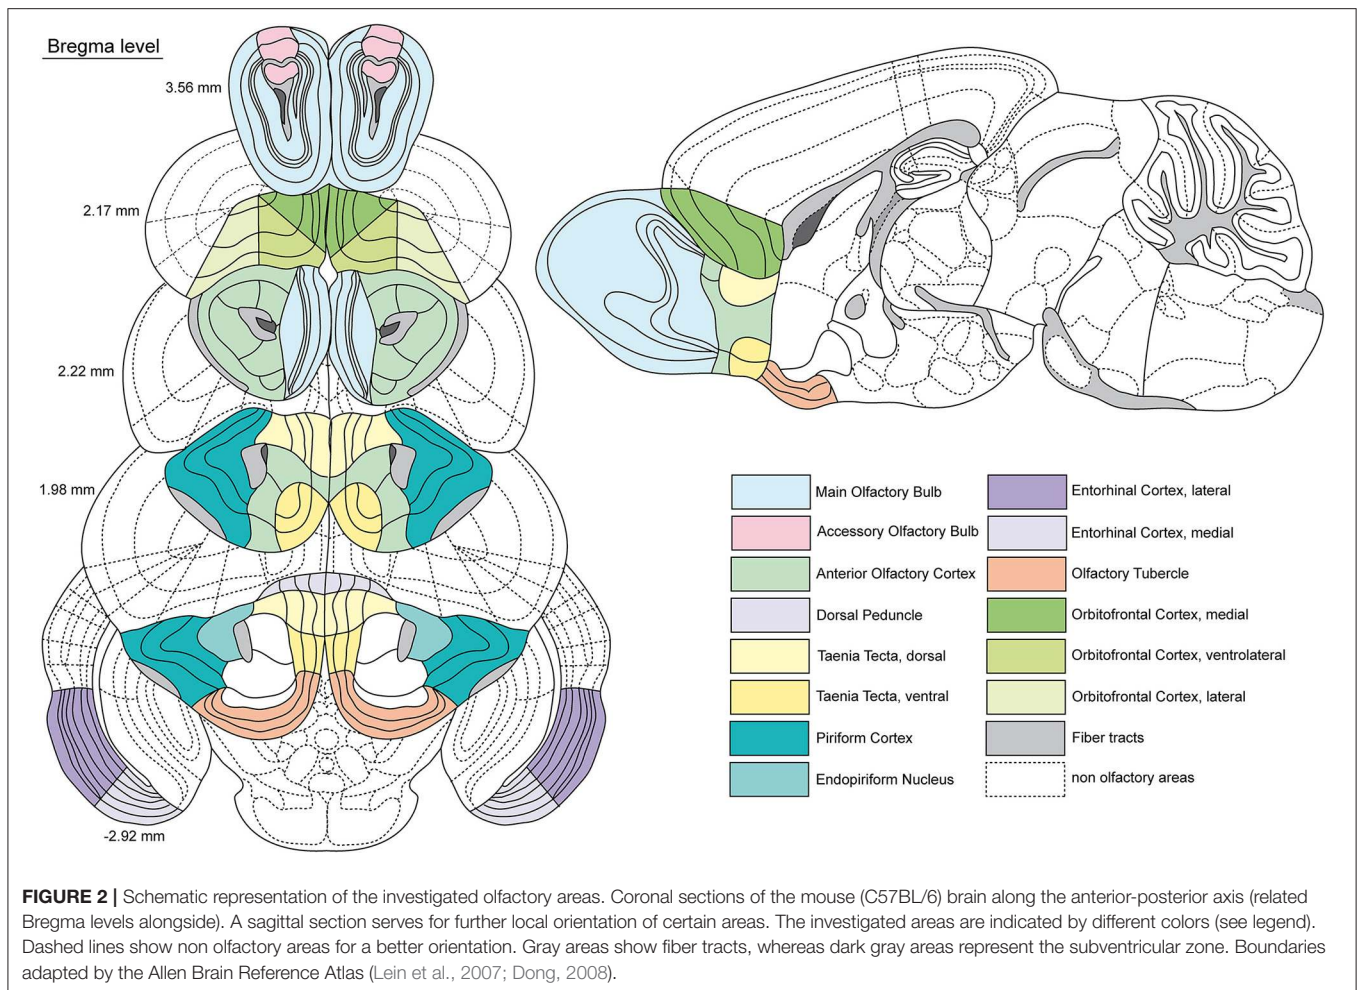 Bregma level
3.56 mm
2.17 mm
2.22 mm
1.98 mm
-2.92 mm
Main Olfactory Bulb
Accessory Olfactory Bulb
Anterior Olfactory Cortex
Dorsal Peduncle
Taenia Tecta, dorsal
Taenia Tecta, ventral
Piriform Cortex
Endopiriform Nucleus
Entorhinal Cortex, lateral
Entorhinal Cortex, medial
Olfactory Tubercle
Orbitofrontal Cortex, medial
Orbitofrontal Cortex, ventrolateral
Orbitofrontal Cortex, lateral
Fiber tracts
non olfactory areas
FIGURE 2 | Schematic representation of the investigated olfactory areas. Coronal sections of the mouse (C57BL/6) brain along the anterior-posterior axis (related
Bregma levels alongside). A sagittal section serves for further local orientation of certain areas. The investigated areas are indicated by different colors (see legend).
Dashed lines show non olfactory areas for a better orientation. Gray areas show fiber tracts, whereas dark gray areas represent the subventricular zone. Boundaries
adapted by the Allen Brain Reference Atlas (Lein et al., 2007; Dong, 2008).